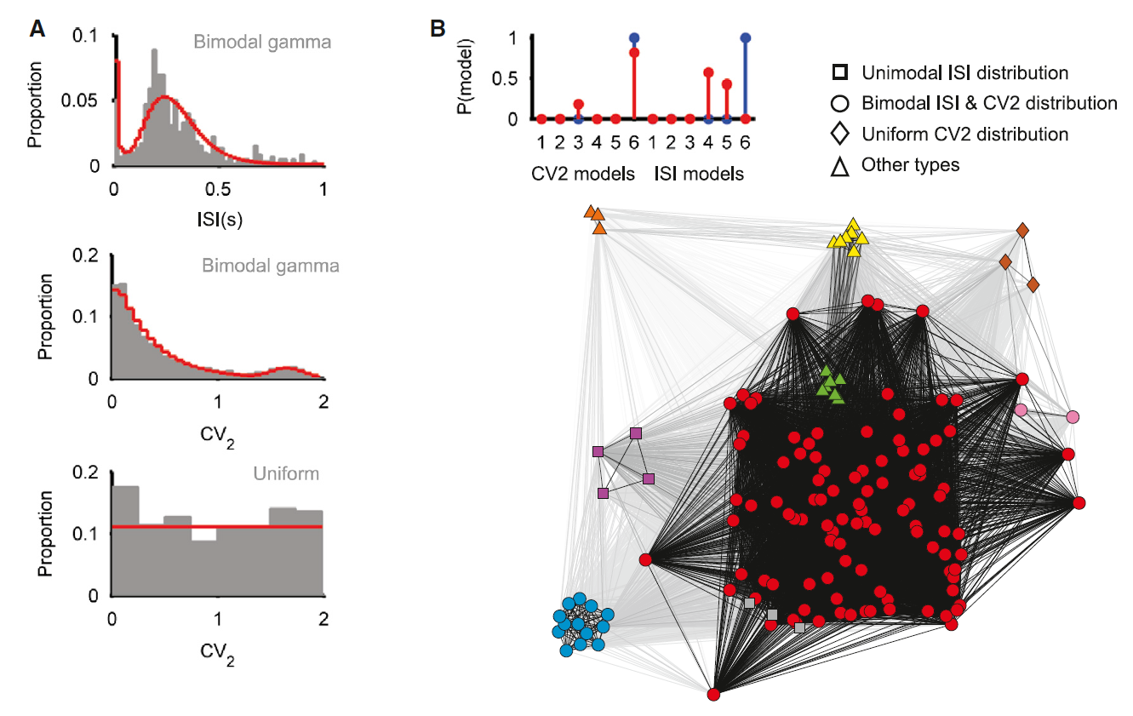 A
Bimodal gamma
Proportion
0.1
0.05
0
0 0.5 1
ISI(s)
Bimodal gamma
Proportion
0.2
0.1
0
0 1 2
CV2
Uniform
Proportion
0.2
0.1
0
0 1 2
CV2
B
P(model)
1
0.5
0
1 2 3 4 5 6 1 2 3 4 5 6
CV2 models ISI models
Unimodal ISI distribution
Bimodal ISI & CV2 distribution
Uniform CV2 distribution
Other types